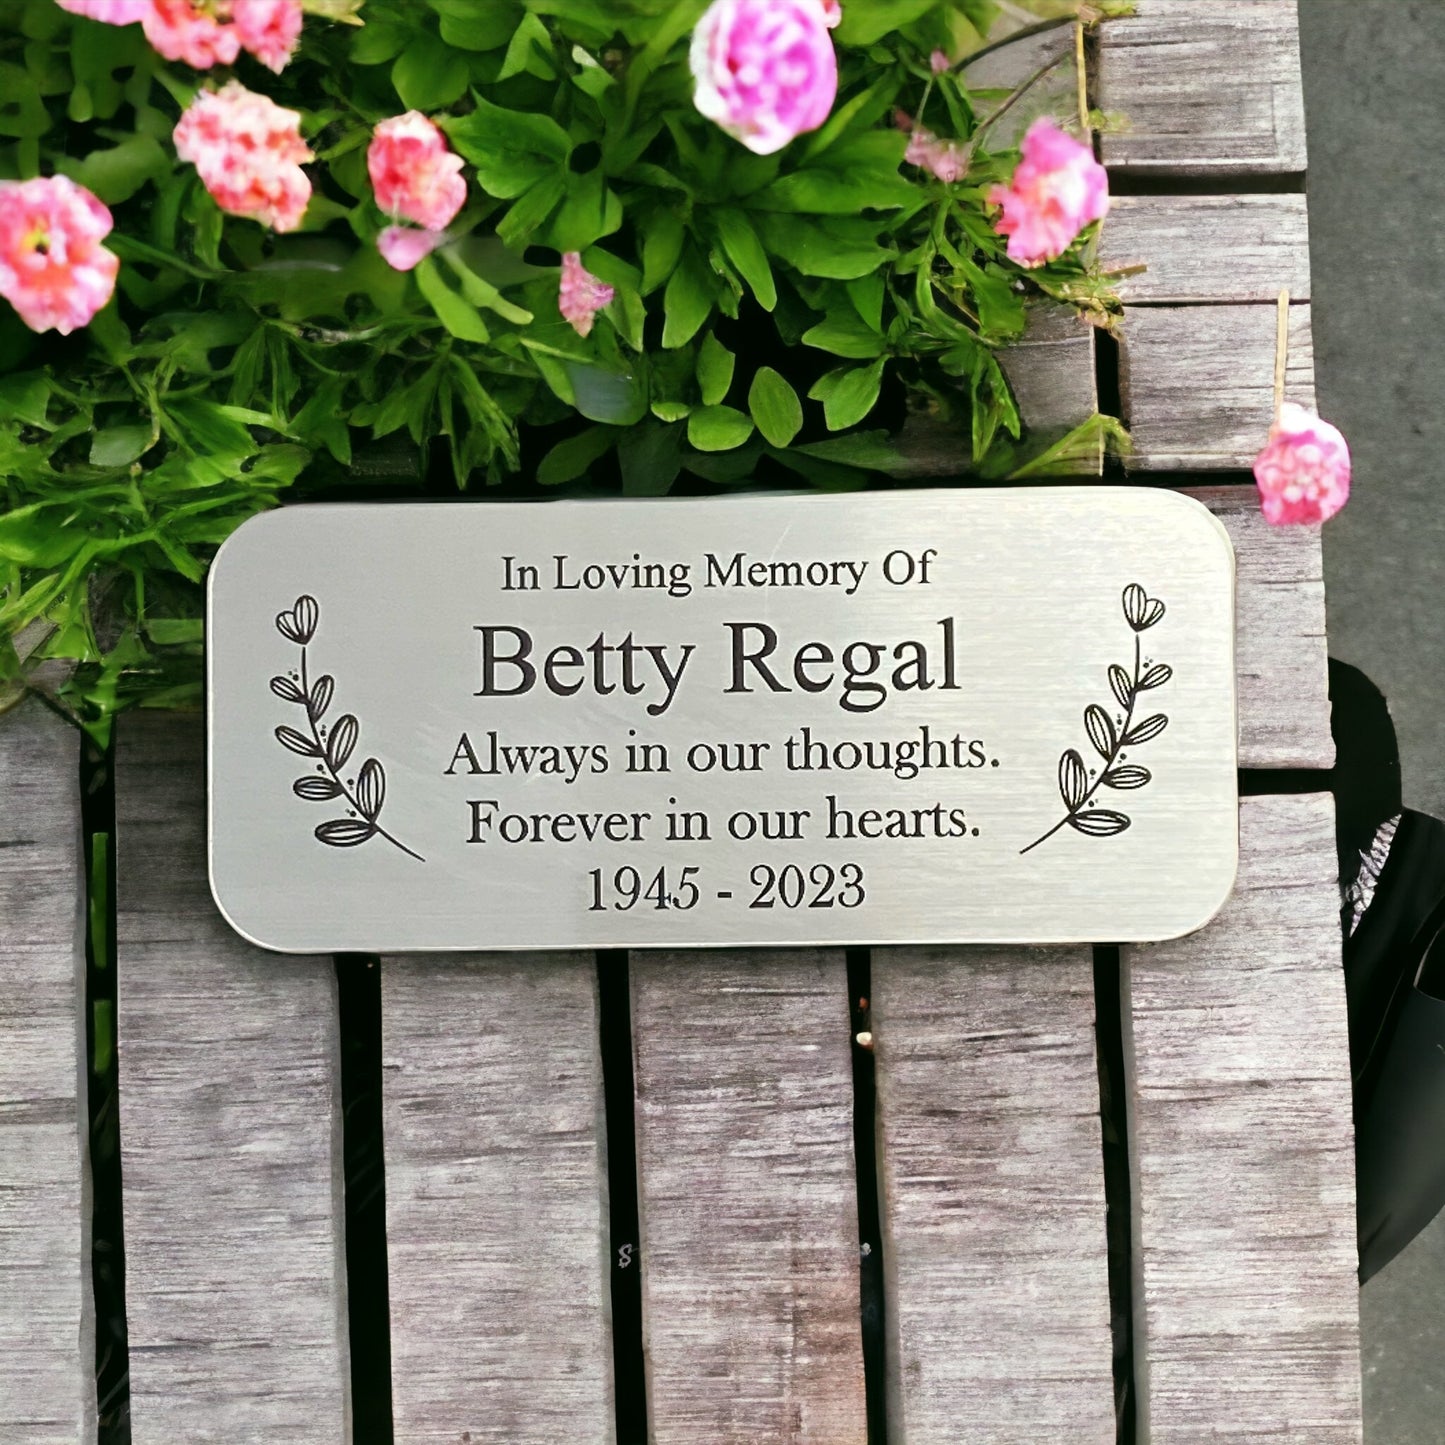 In Loving Memory Of
Betty Regal
Always in our thoughts.
Forever in our hearts.
1945 - 2023